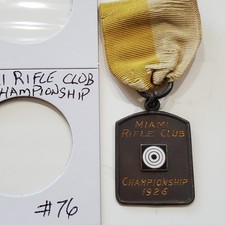 I RIFLE CLUB
HAMPIONSHIP
#76
MIAMI
RIFLE CLUB
CHAMPIONSHIP
1926